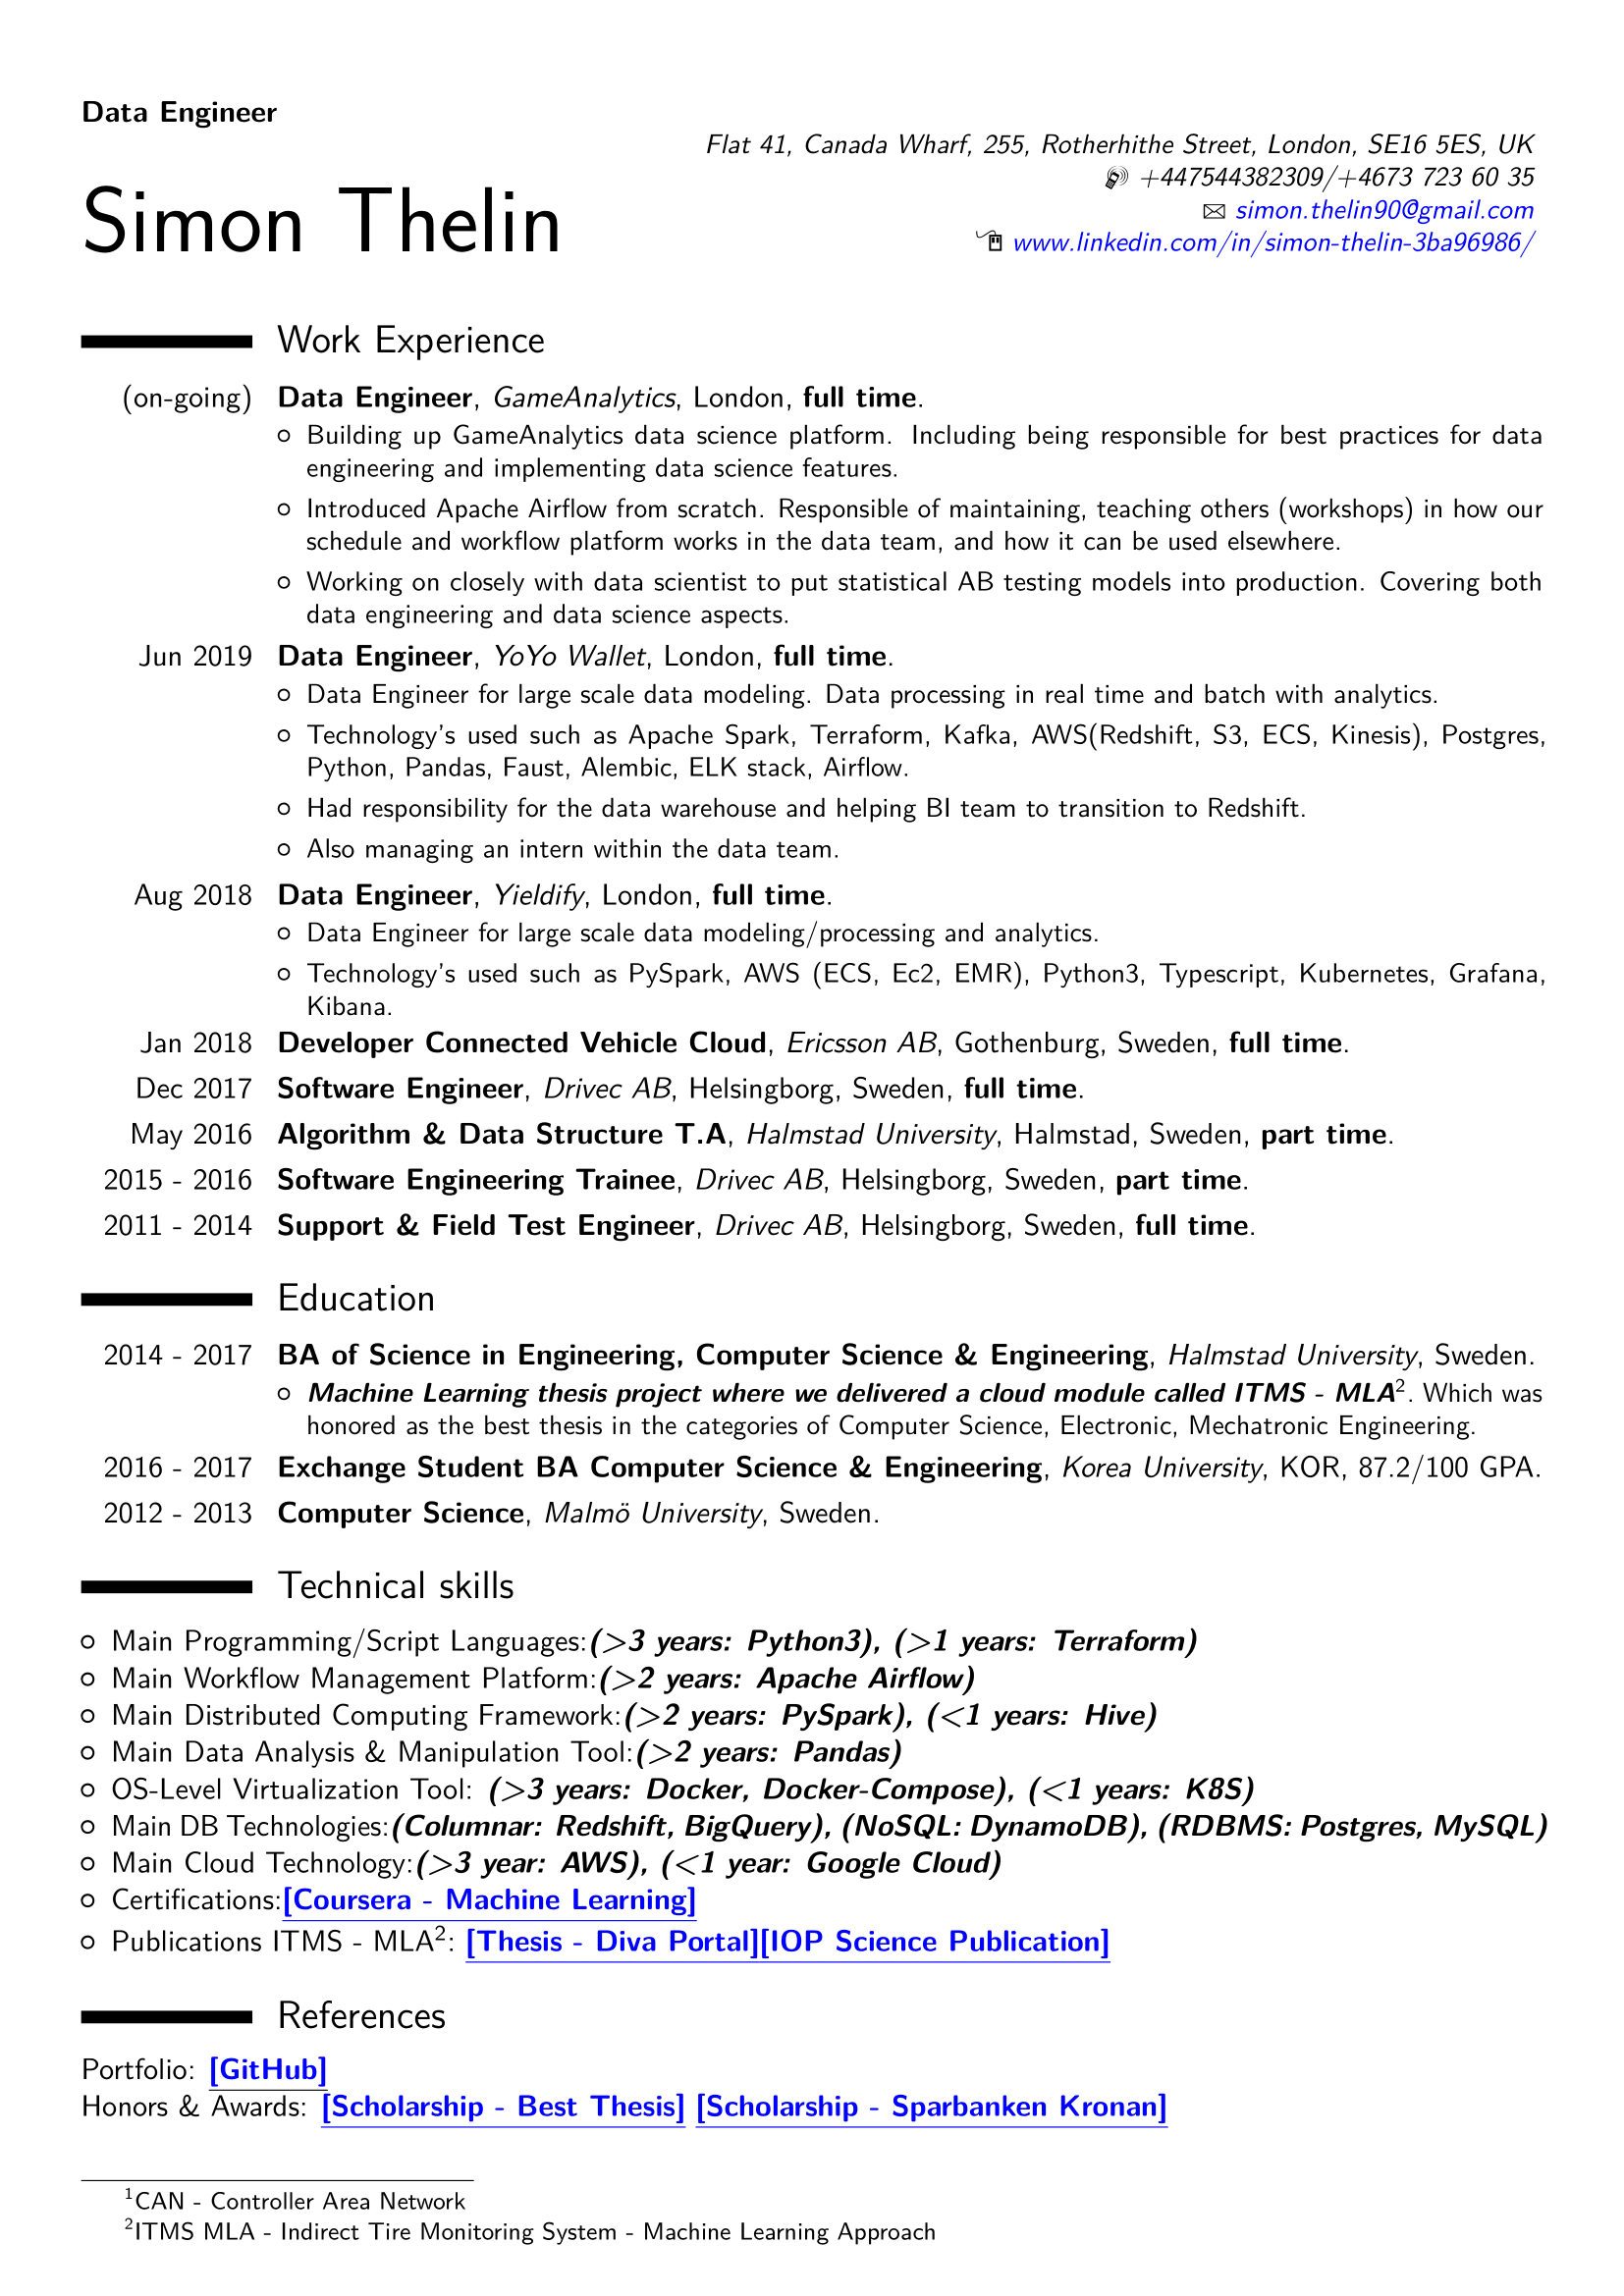 Data Engineer
Flat 41, Canada Wharf, 255, Rotherhithe Street, London, SE16 5ES, UK
+447544382309/+4673 723 60 35
simon.thelin90@gmail.com
www.linkedin.com/in/simon-thelin-3ba96986/
Simon Thelin
Work Experience
(on-going) Data Engineer, GameAnalytics, London, full time.
Building up GameAnalytics data science platform. Including being responsible for best practices for data
engineering and implementing data science features.
Introduced Apache Airflow from scratch. Responsible of maintaining, teaching others (workshops) in how our
schedule and workflow platform works in the data team, and how it can be used elsewhere.
Working on closely with data scientist to put statistical AB testing models into production. Covering both
data engineering and data science aspects.
Jun 2019 Data Engineer, YoYo Wallet, London, full time.
Data Engineer for large scale data modeling. Data processing in real time and batch with analytics.
Technology's used such as Apache Spark, Terraform, Kafka, AWS(Redshift, S3, ECS, Kinesis), Postgres,
Python, Pandas, Faust, Alembic, ELK stack, Airflow.
Had responsibility for the data warehouse and helping BI team to transition to Redshift.
Also managing an intern within the data team.
Aug 2018 Data Engineer, Yieldify, London, full time.
Data Engineer for large scale data modeling/processing and analytics.
Technology's used such as PySpark, AWS (ECS, Ec2, EMR), Python3, Typescript, Kubernetes, Grafana,
Kibana.
Jan 2018 Developer Connected Vehicle Cloud, Ericsson AB, Gothenburg, Sweden, full time.
Dec 2017 Software Engineer, Drivec AB, Helsingborg, Sweden, full time.
May 2016 Algorithm & Data Structure T.A, Halmstad University, Halmstad, Sweden, part time.
2015 - 2016 Software Engineering Trainee, Drivec AB, Helsingborg, Sweden, part time.
2011 - 2014 Support & Field Test Engineer, Drivec AB, Helsingborg, Sweden, full time.
Education
2014 - 2017 BA of Science in Engineering, Computer Science & Engineering, Halmstad University, Sweden.
Machine Learning thesis project where we delivered a cloud module called ITMS - MLA². Which was
honored as the best thesis in the categories of Computer Science, Electronic, Mechatronic Engineering.
2016 - 2017 Exchange Student BA Computer Science & Engineering, Korea University, KOR, 87.2/100 GPA.
2012 - 2013 Computer Science, Malmö University, Sweden.
Technical skills
Main Programming/Script Languages:(>3 years: Python3), (>1 years: Terraform)
Main Workflow Management Platform:(>2 years: Apache Airflow)
Main Distributed Computing Framework:(>2 years: PySpark), (<1 years: Hive)
Main Data Analysis & Manipulation Tool:(>2 years: Pandas)
OS-Level Virtualization Tool: (>3 years: Docker, Docker-Compose), (<1 years: K8S)
Main DB Technologies:(Columnar: Redshift, BigQuery), (NoSQL: DynamoDB), (RDBMS: Postgres, MySQL)
Main Cloud Technology:(>3 year: AWS), (<1 year: Google Cloud)
Certifications:[Coursera - Machine Learning]
Publications ITMS - MLA²: [Thesis - Diva Portal][IOP Science Publication]
References
Portfolio: [GitHub]
Honors & Awards: [Scholarship - Best Thesis] [Scholarship - Sparbanken Kronan]
¹CAN - Controller Area Network
²ITMS MLA - Indirect Tire Monitoring System - Machine Learning Approach